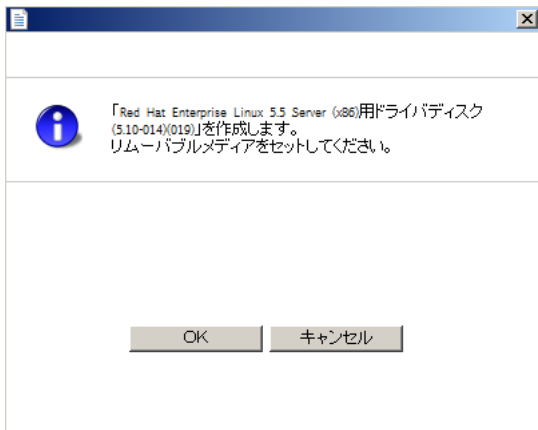 「Red Hat Enterprise Linux 5.5 Server (x86)用ドライバディスク
(5.10-014)(019)」を作成します。
リムーバブルメディアをセットしてください。
OK
キャンセル